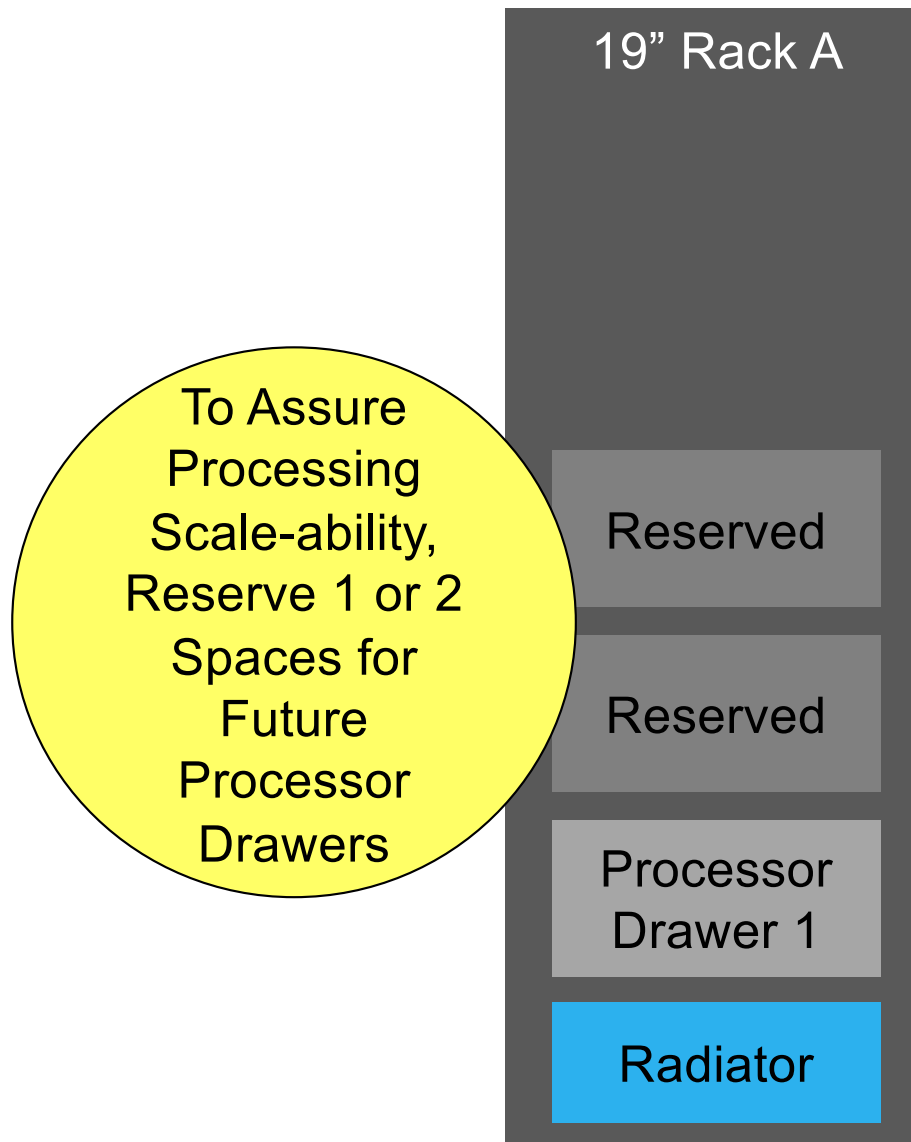 19” Rack A
To Assure
Processing
Scale-ability,
Reserve 1 or 2
Spaces for
Future
Processor
Drawers
Reserved
Reserved
Processor
Drawer 1
Radiator